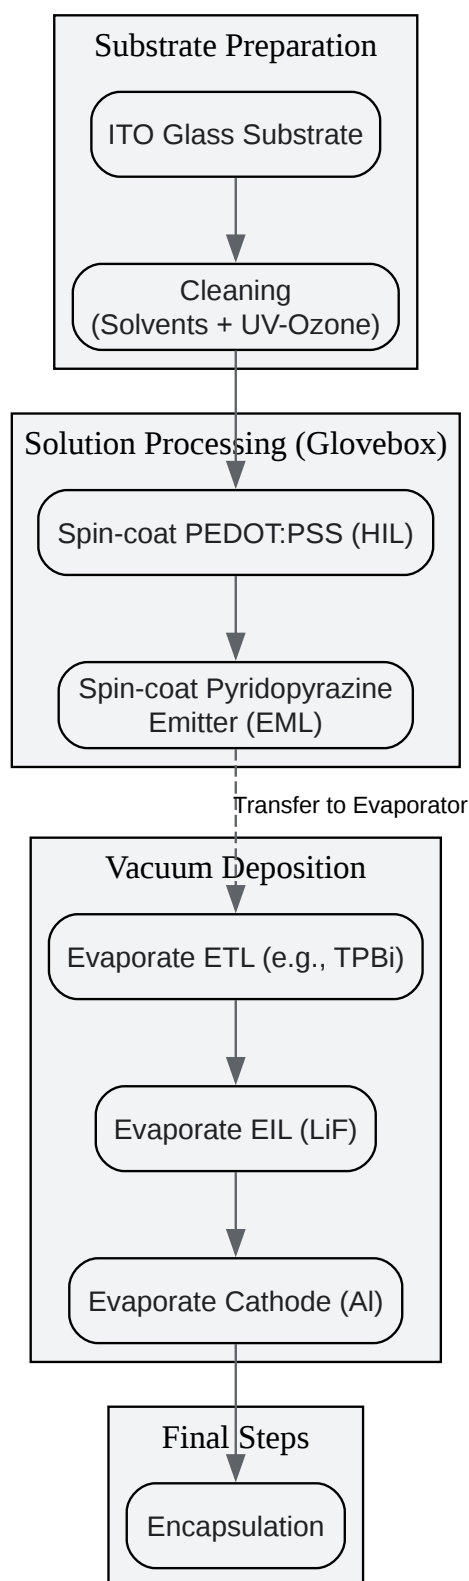 Substrate Preparation
ITO Glass Substrate
Cleaning
(Solvents + UV-Ozone)
Solution Processing (Glovebox)
Spin-coat PEDOT:PSS (HIL)
Spin-coat Pyridopyrazine
Emitter (EML)
Transfer to Evaporator
Vacuum Deposition
Evaporate ETL (e.g., TPBi)
Evaporate EIL (LiF)
Evaporate Cathode (Al)
Final Steps
Encapsulation